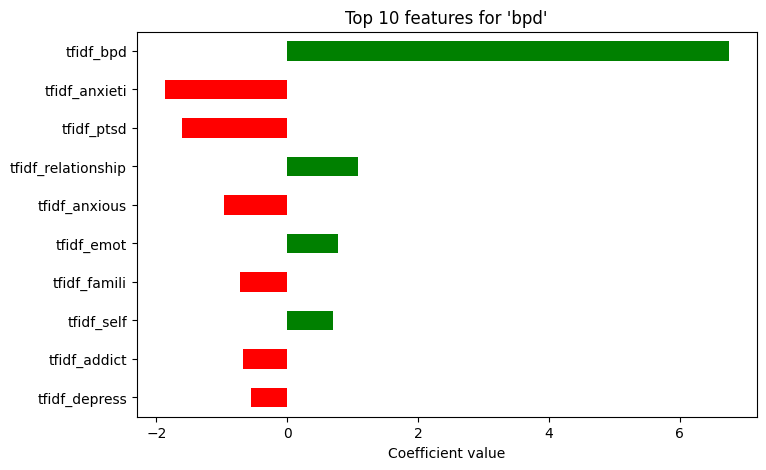 Top 10 features for 'bpd'
tfidf_bpd
tfidf_anxieti
tfidf_ptsd
tfidf_relationship
tfidf_anxious
tfidf_emot
tfidf_famili
tfidf_self
tfidf_addict
tfidf_depress
−2 0 2 4 6
Coefficient value